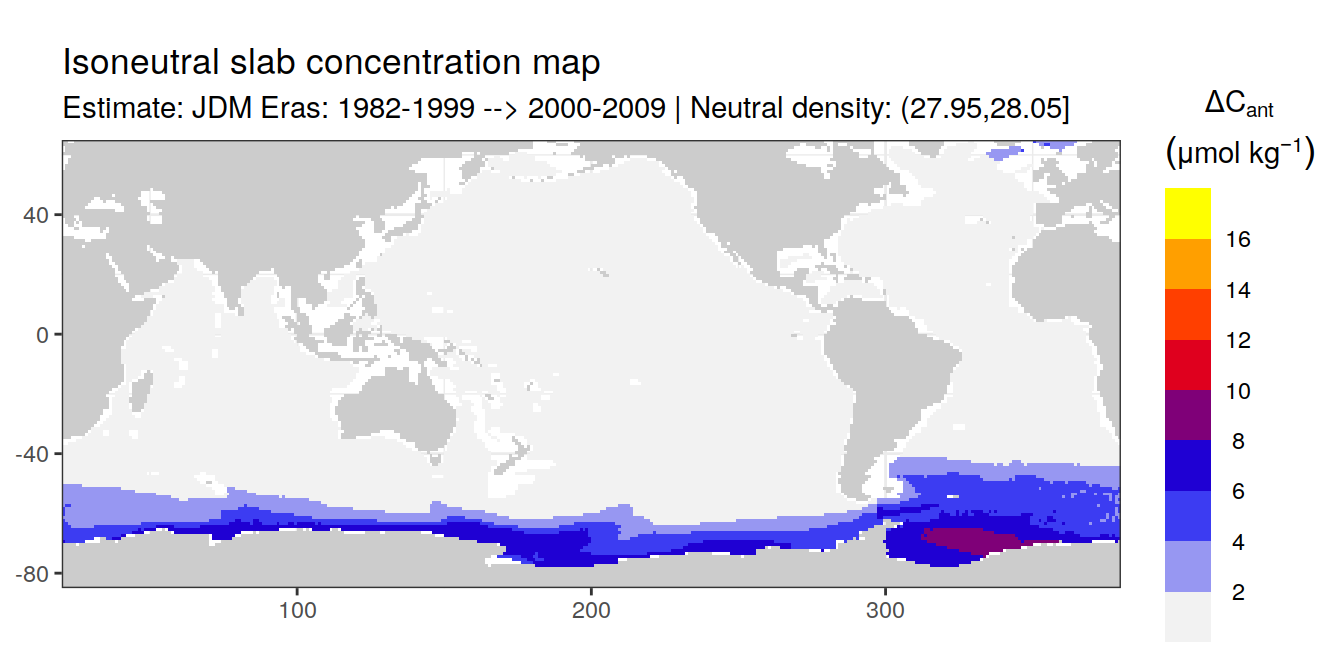 Isoneutral slab concentration map
Estimate: JDM Eras: 1982-1999 --> 2000-2009 | Neutral density: (27.95,28.05]
ΔCant
(μmol kg⁻¹)
16
14
12
10
8
6
4
2
40
0
-40
-80
100 200 300